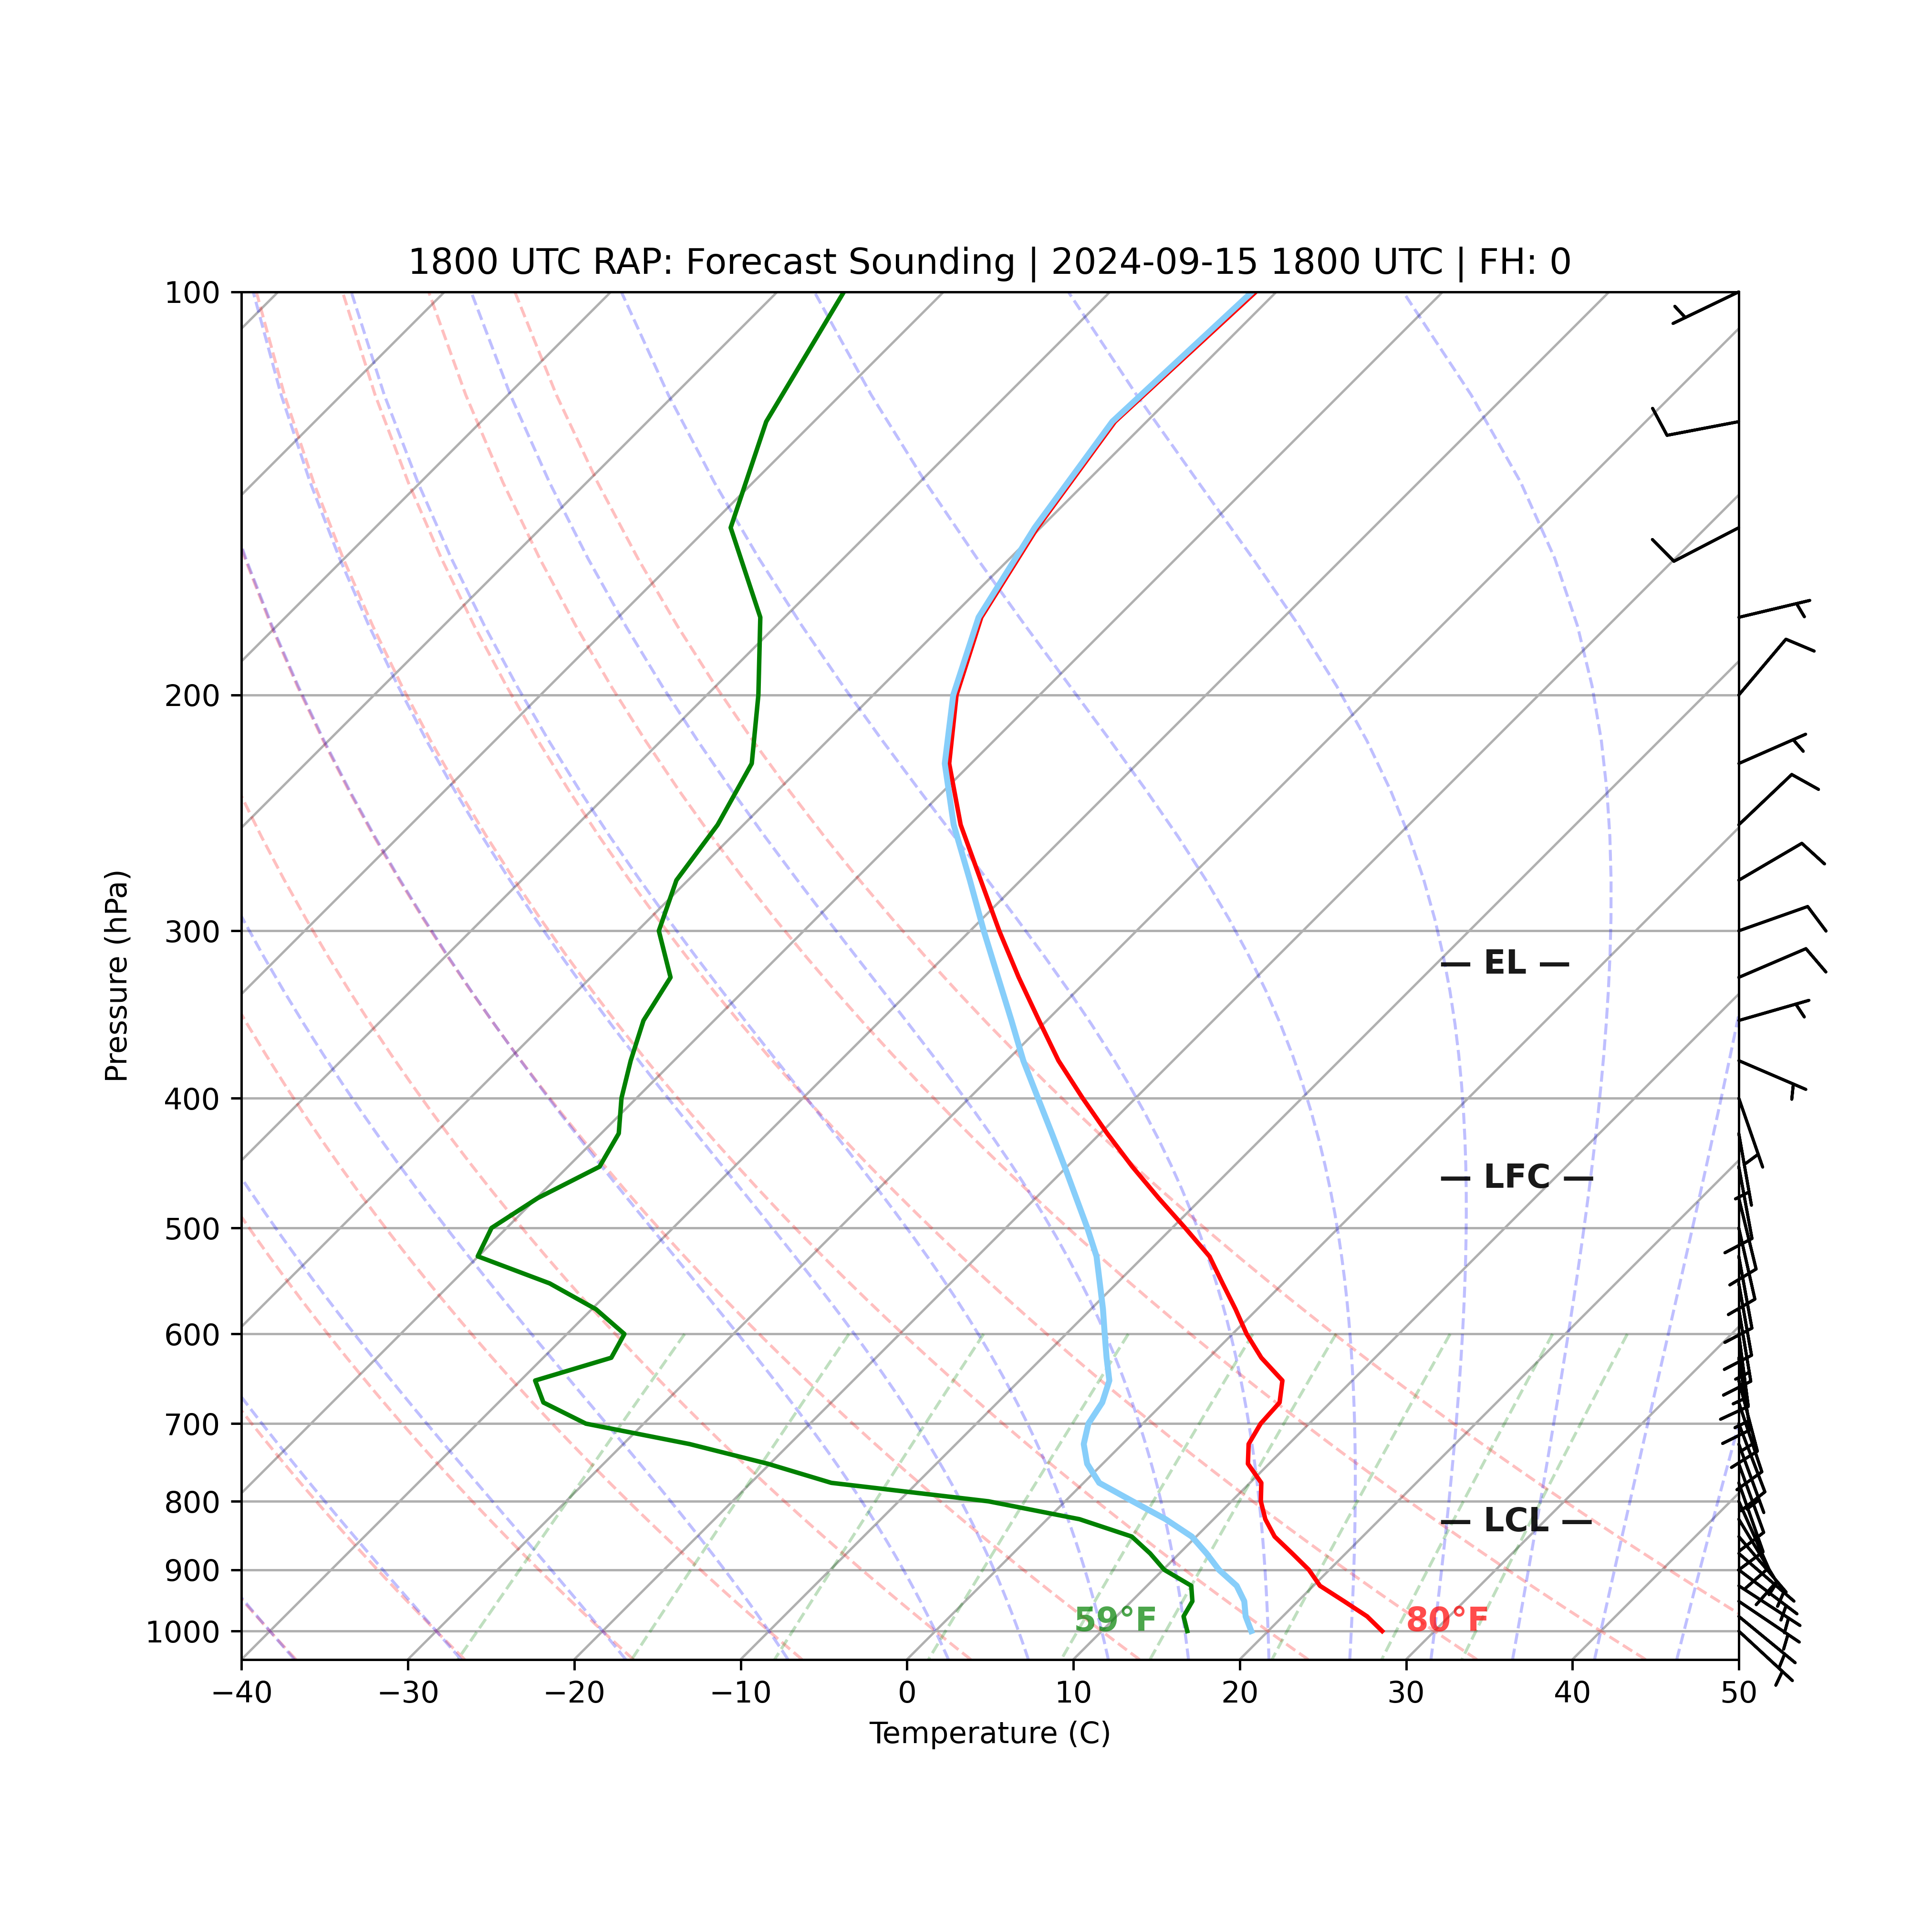 1800 UTC RAP: Forecast Sounding | 2024-09-15 1800 UTC | FH: 0
100
200
300
— EL —
Pressure (hPa)
400
— LFC —
500
600
700
800
— LCL —
900
59°F 80°F
1000
−40 −30 −20 −10 0 10 20 30 40 50
Temperature (C)